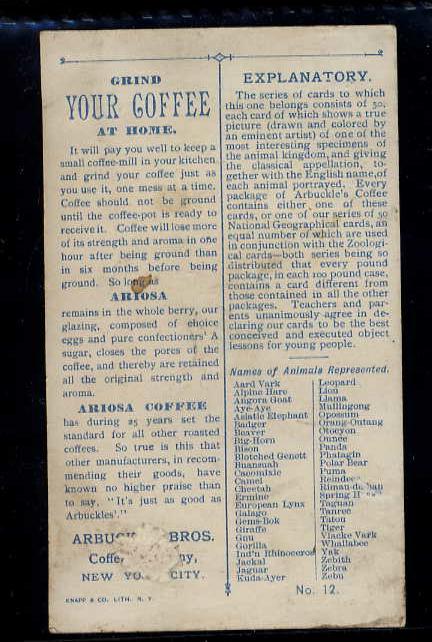 GRIND
YOUR COFFEE
AT HOME.
It will pay you well to keep a
small coffee-mill in your kitchen
and grind your coffee just as
you use it, one mess at a time.
Coffee should not be ground
until the coffee-pot is ready to
receive it. Coffee will lose more
of its strength and aroma in one
hour after being ground than
in six months before being
ground. So long as
ARIOSA
remains in the whole berry, our
glazing, composed of choice
eggs and pure confectioners' A
sugar, closes the pores of the
coffee, and thereby are retained
all the original strength and
aroma.
ARIOSA COFFEE
has during 25 years set the
standard for all other roasted
coffees. So true is this that
other manufacturers, in recom-
mending their goods, have
known no higher praise than
to say, "It's just as good as
Arbuckles'."
BROS.
NEW CITY.
KNAPP & CO. LITH. N. Y.
EXPLANATORY.
The series of cards to which
this one belongs consists of 50,
each card of which shows a true
picture (drawn and colored by
an eminent artist) of one of the
most interesting specimens of
the animal kingdom, and giving
the classical appellation, to-
gether with the English name, of
each animal portrayed. Every
package of Arbuckle's Coffee
contains either one of these
cards, or one of our series of 50
National Geographical cards, an
equal number of which are used
in conjunction with the Zoologi-
cal cards—both series being so
distributed that every pound
package, in each 100 pound case,
contains a card different from
those contained in all the other
packages. Teachers and par-
ents unanimously agree in de-
claring our cards to be the best
conceived and executed object
lessons for young people.
Names of Animals Represented.
Aard Vark
Alpine Hare
Angora Goat
Aye-Aye
Asiatic Elephant
Badger
Beaver
Big-Horn
Bison
Blotched Genett
Bruansuah
Cacomixle
Camel
Cheetah
Ermine
European Lynx
Galago
Gems-Bok
Giraffe
Gnu
Gorilla
Ind'n Rhinoceros
Jackal
Jaguar
Kuda-Ayer
Leopard
Lion
Llama
Mullingong
Opossum
Orang-Outang
Otocyon
Ounce
Panda
Phalagin
Polar Bear
Puma
Reindeer
Spring
Taguan
Tanrec
Tatou
Tiger
Vlacke Vark
Whallabee
Yak
Zebith
Zebra
Zebu
No. 12.